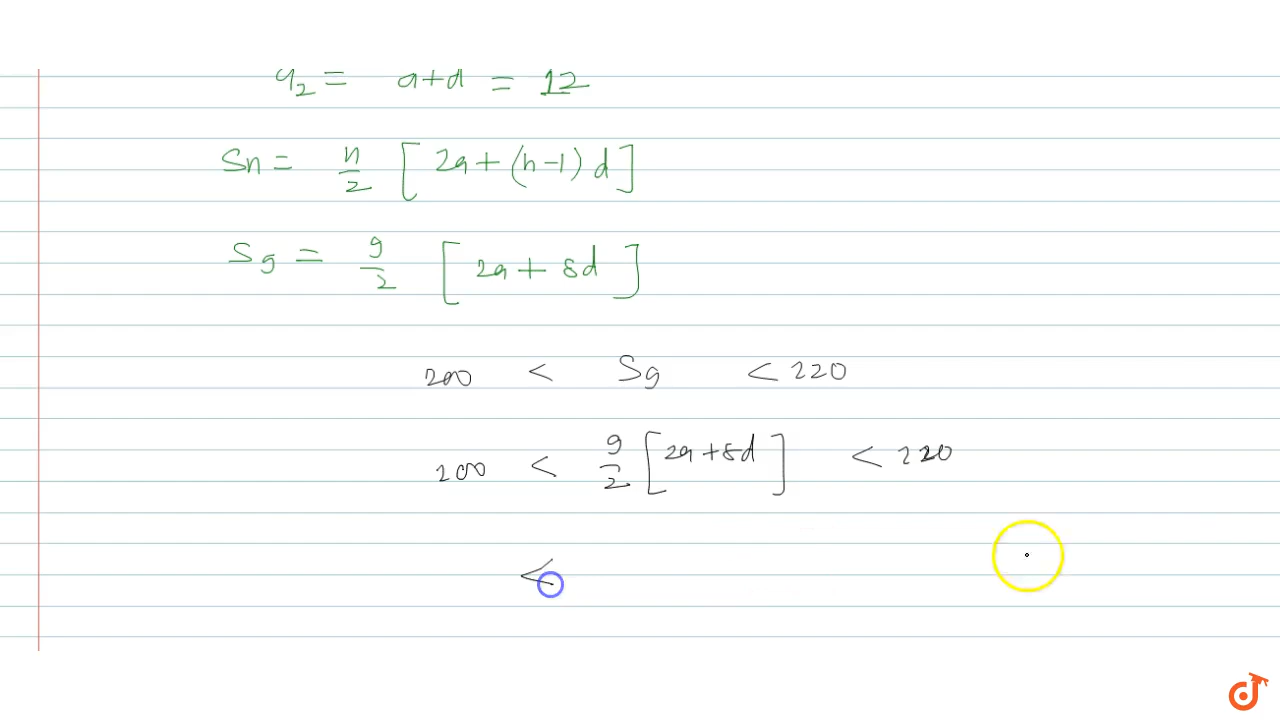 a₂ = a+d = 12
Sn = n/2 [2a+(n-1)d]
S₉ = 9/2 [2a+8d]
200 < S₉ < 220
200 < 9/2 [2a+8d] < 220
<